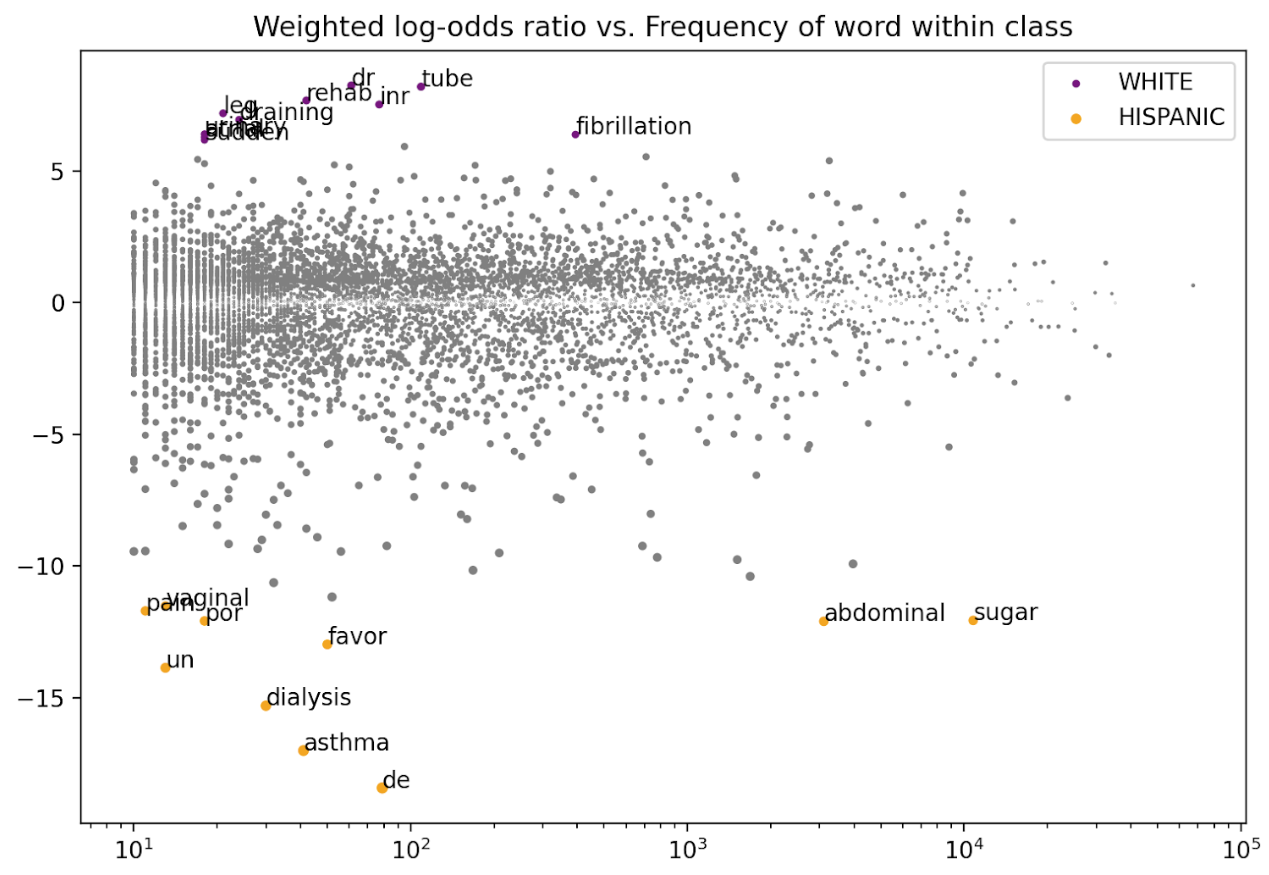 Weighted log-odds ratio vs. Frequency of word within class
WHITE
HISPANIC
dr
tube
rehab
inr
leg
draining
sudden
fibrillation
5
0
−5
−10
−15
pain
vaginal
por
favor
un
dialysis
asthma
de
abdominal
sugar
10¹
10²
10³
10⁴
10⁵